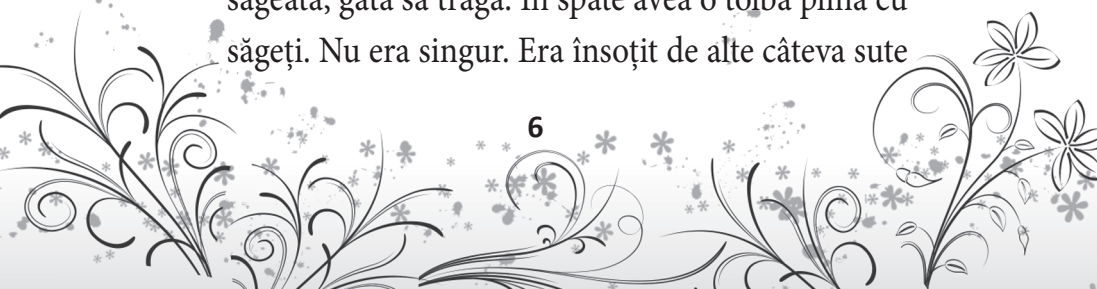 săgeata, gata să tragă. În spate avea o tolbă plină cu
săgeți. Nu era singur. Era însoțit de alte câteva sute
6